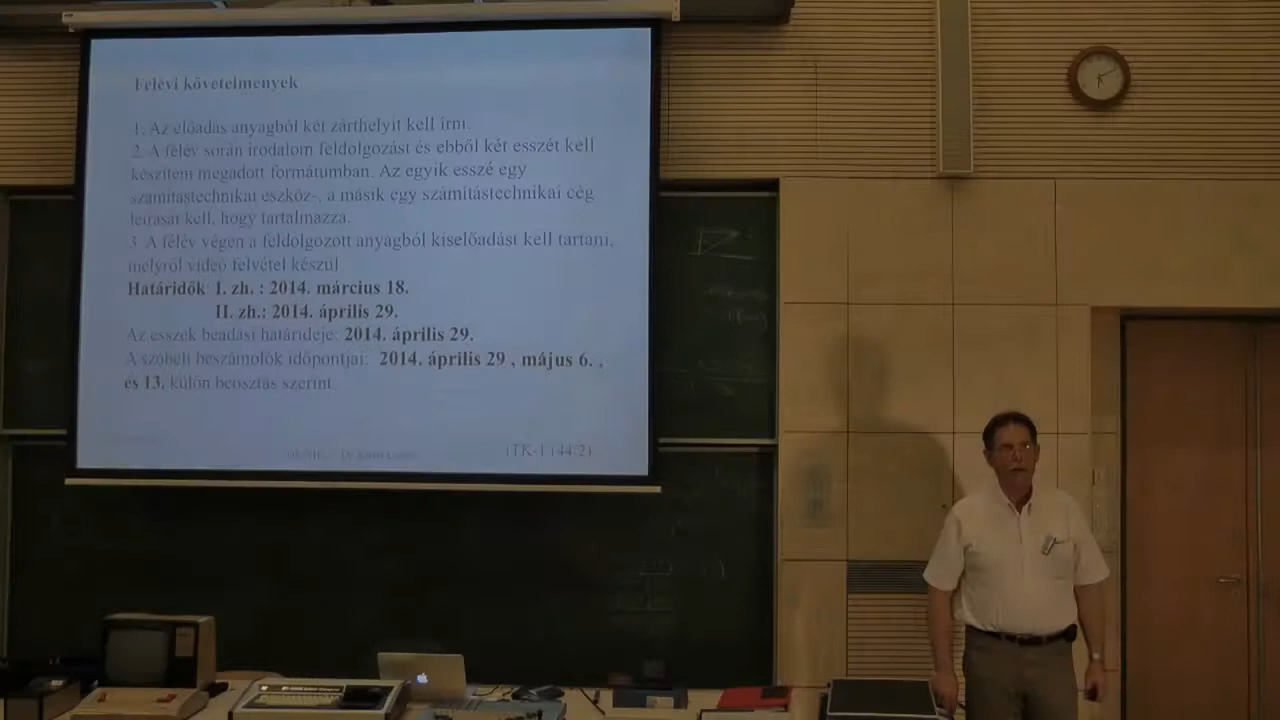 Félévi követelmények
1. Az előadás anyagból két zárthelyit kell írni.
2. A félév során irodalom feldolgozást és ebből két esszét kell
készíteni megadott formátumban. Az egyik esszé egy
számítástechnikai eszköz-, a másik egy számítástechnikai cég
leírását kell, hogy tartalmazza.
3. A félév végén a feldolgozott anyagból kiselőadást kell tartani,
melyről videó felvétel készül
Határidők I. zh. : 2014. március 18.
II. zh.: 2014. április 29.
Az esszék beadási határideje: 2014. április 29.
A szóbeli beszámolók időpontjai: 2014. április 29 , május 6. ,
és 13. külön beosztás szerint
ITK-1 (44/2)